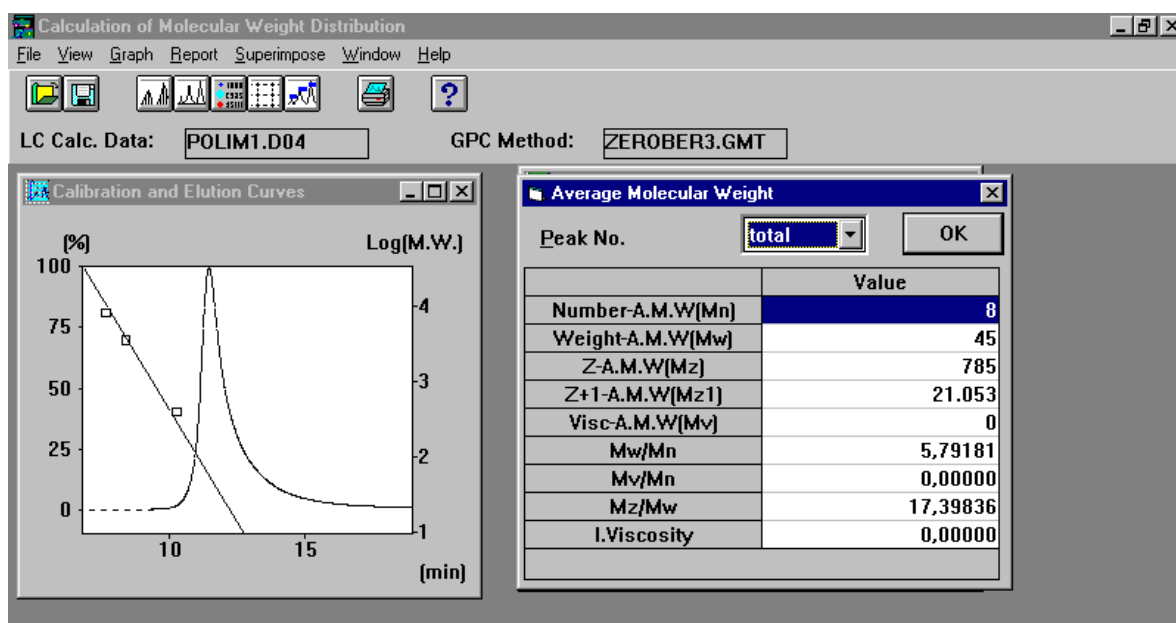 Calculation of Molecular Weight Distribution
File View Graph Report Superimpose Window Help
LC Calc. Data: POLIM1.D04 GPC Method: ZEROBER3.GMT
Calibration and Elution Curves
(%) Log(M.W.)
100
4
75
3
50
25
2
0
1
10 15
(min)
Average Molecular Weight
Peak No. total OK
Value
Number-A.M.W(Mn) 8
Weight-A.M.W(Mw) 45
Z-A.M.W(Mz) 785
Z+1-A.M.W(Mz1) 21.053
Visc-A.M.W(Mv) 0
Mw/Mn 5,79181
Mv/Mn 0,00000
Mz/Mw 17,39836
I.Viscosity 0,00000